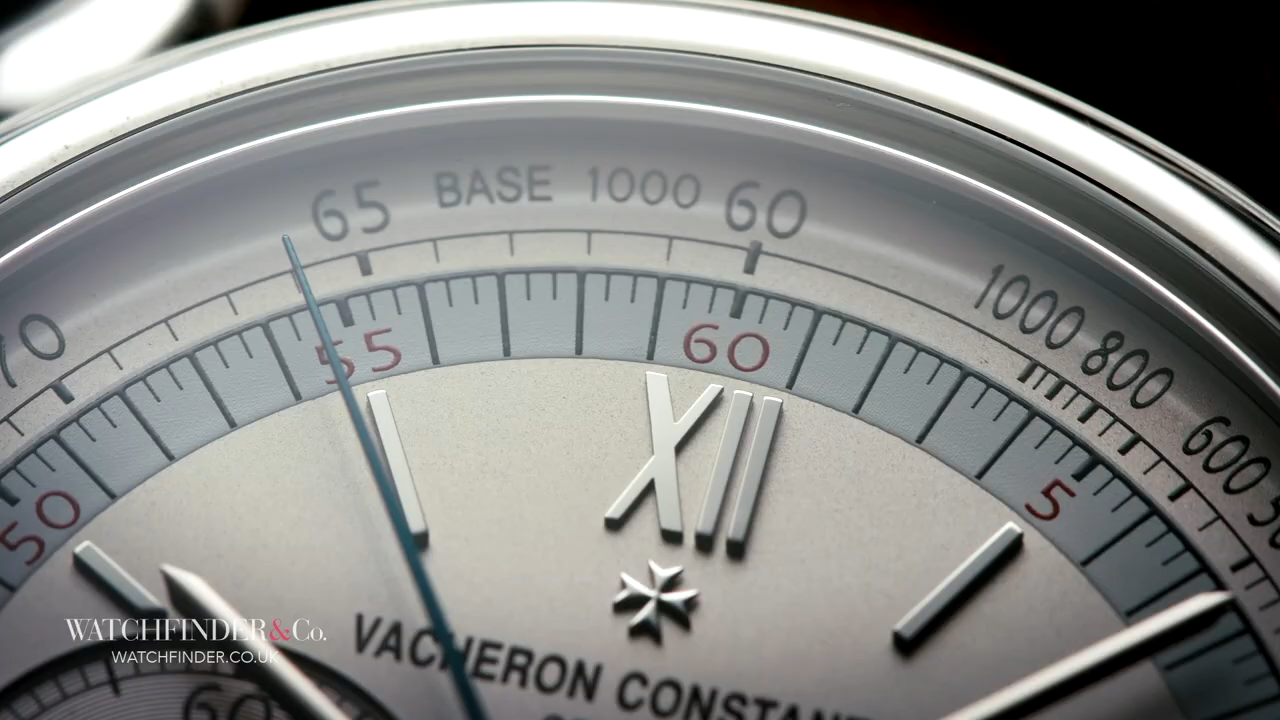 65 BASE 1000 60
70
1000 800 600
50 55 60 5
XII
VACHERON CONSTANT
WATCHFINDER&Co.
WATCHFINDER.CO.UK
60